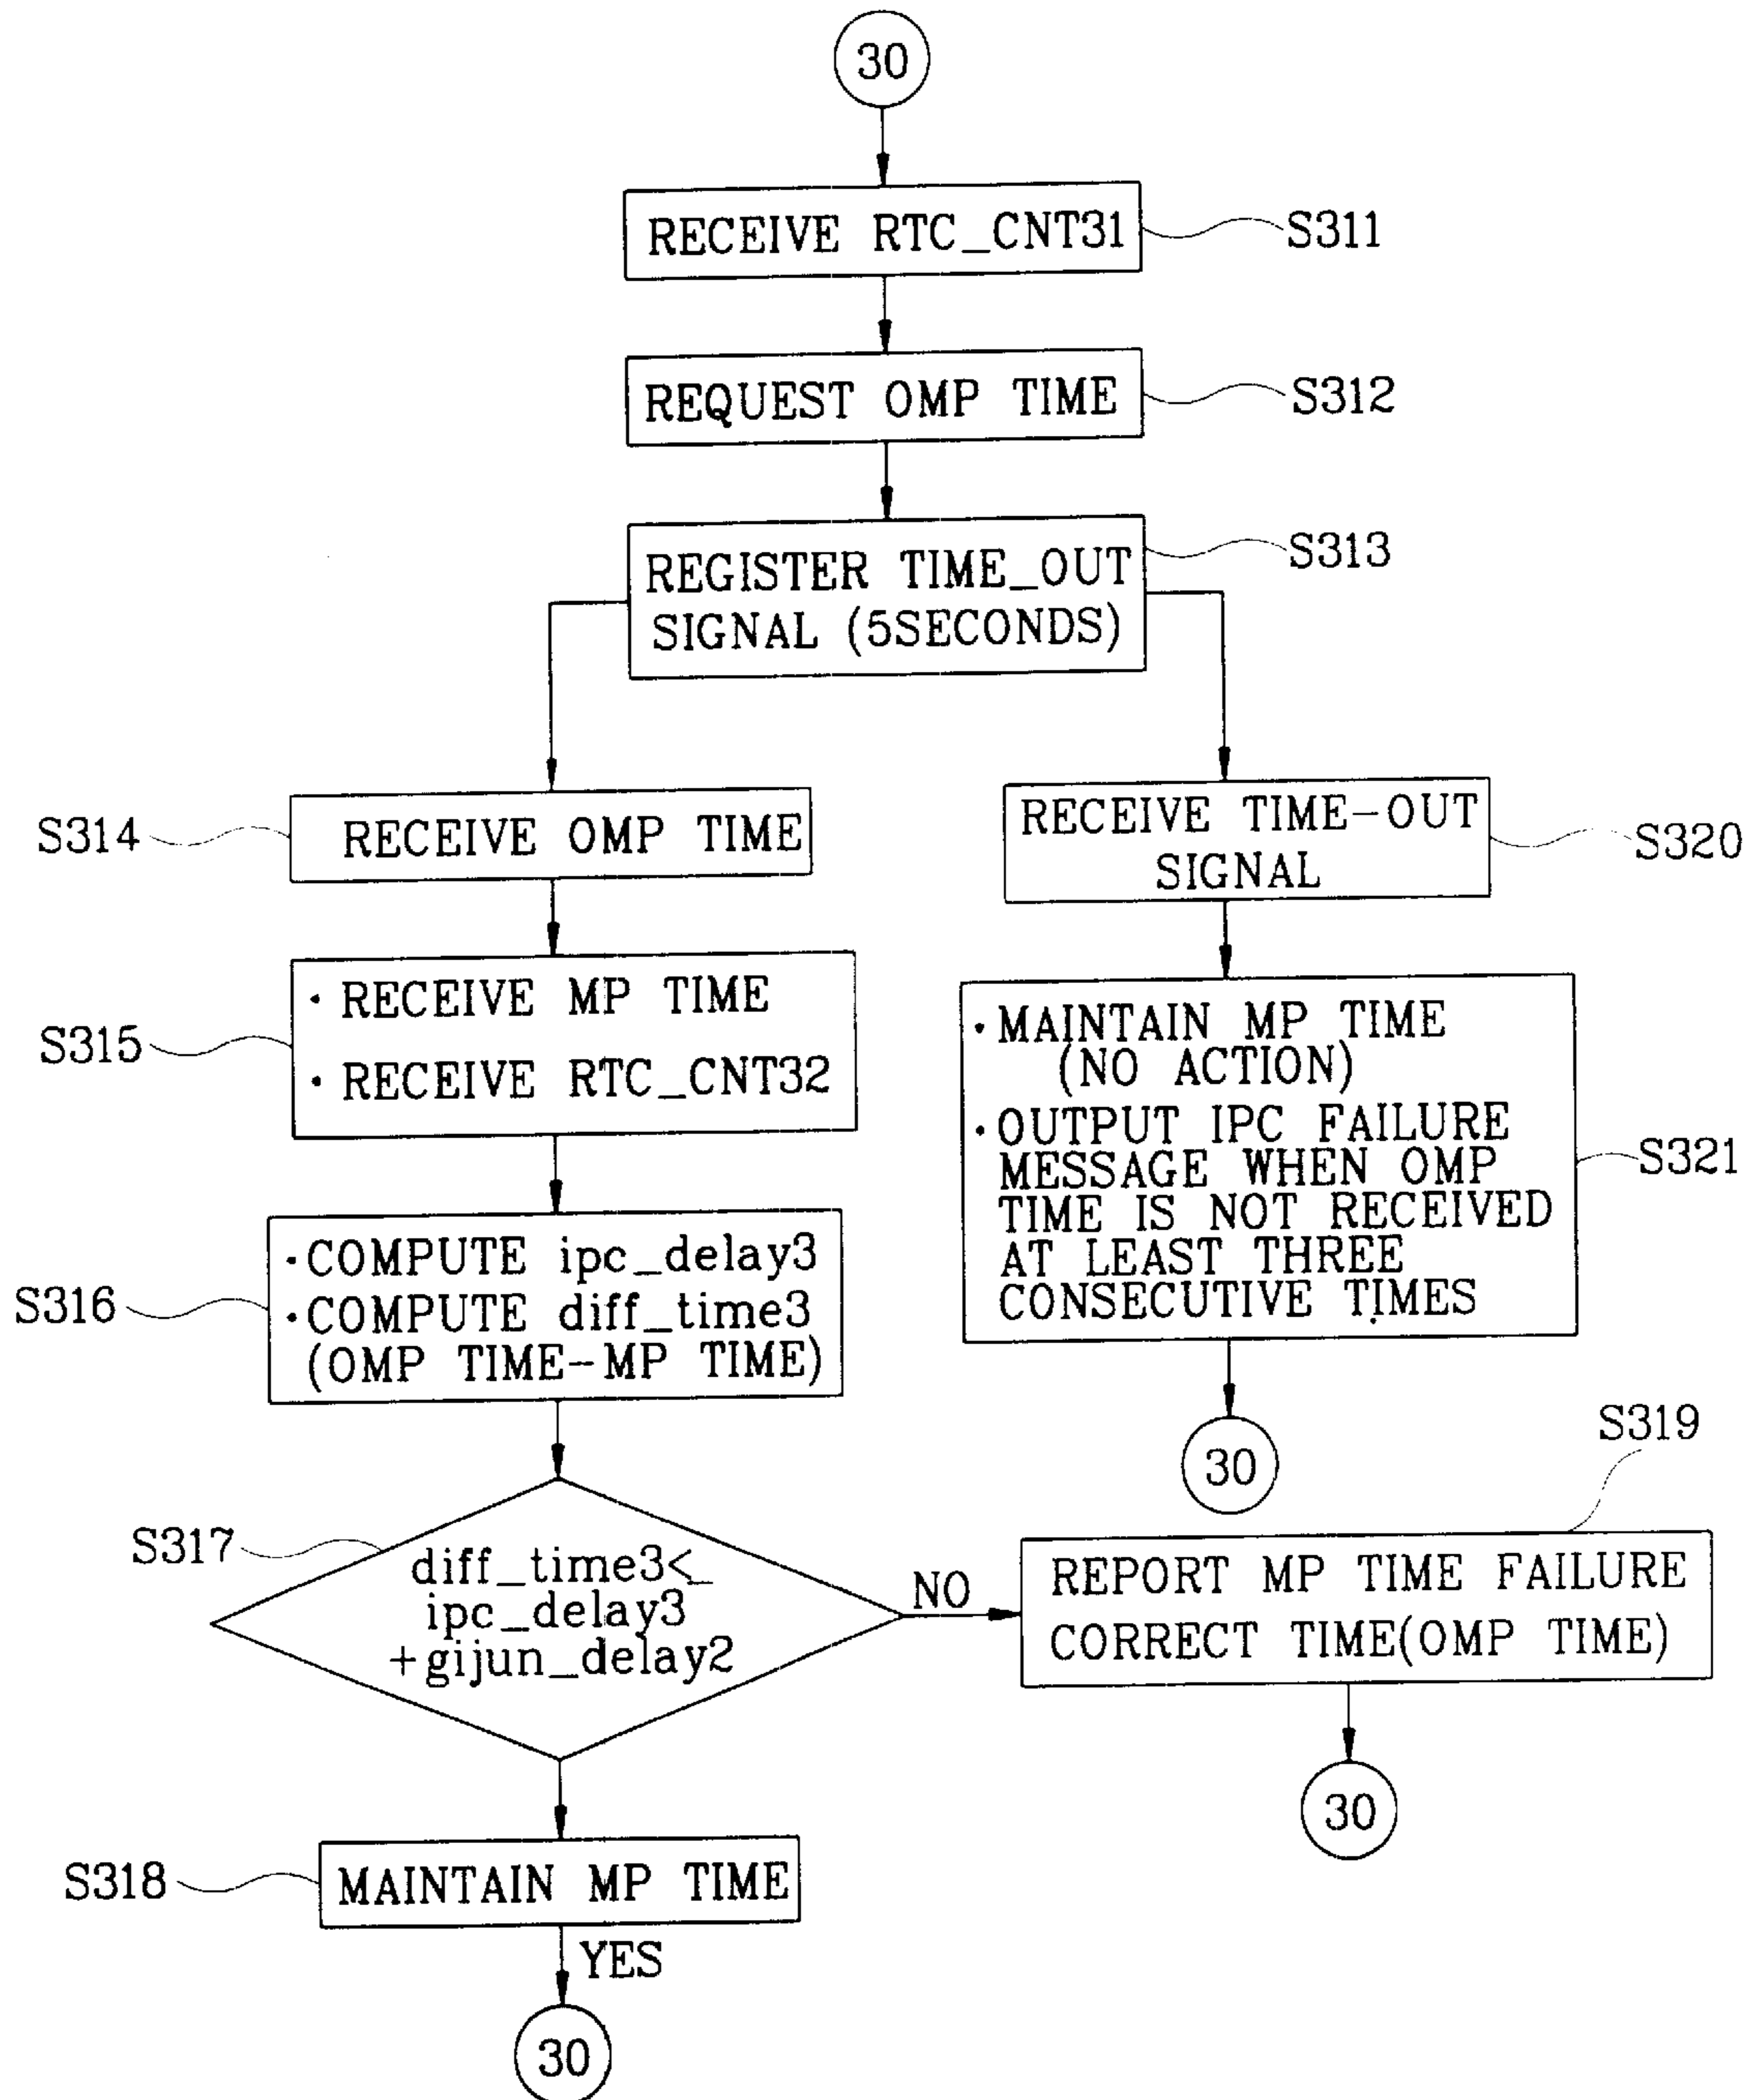 30
RECEIVE RTC_CNT31
S311
REQUEST OMP TIME
S312
REGISTER TIME_OUT
SIGNAL (5SECONDS)
S313
S314
RECEIVE OMP TIME
RECEIVE TIME-OUT
SIGNAL
S320
S315
· RECEIVE MP TIME
· RECEIVE RTC_CNT32
· MAINTAIN MP TIME
(NO ACTION)
· OUTPUT IPC FAILURE
MESSAGE WHEN OMP
TIME IS NOT RECEIVED
AT LEAST THREE
CONSECUTIVE TIMES
S321
30
S316
· COMPUTE ipc_delay3
· COMPUTE diff_time3
(OMP TIME-MP TIME)
S317
diff_time3<_
ipc_delay3
+gijun_delay2
NO
S319
REPORT MP TIME FAILURE
CORRECT TIME(OMP TIME)
30
S318
MAINTAIN MP TIME
YES
30